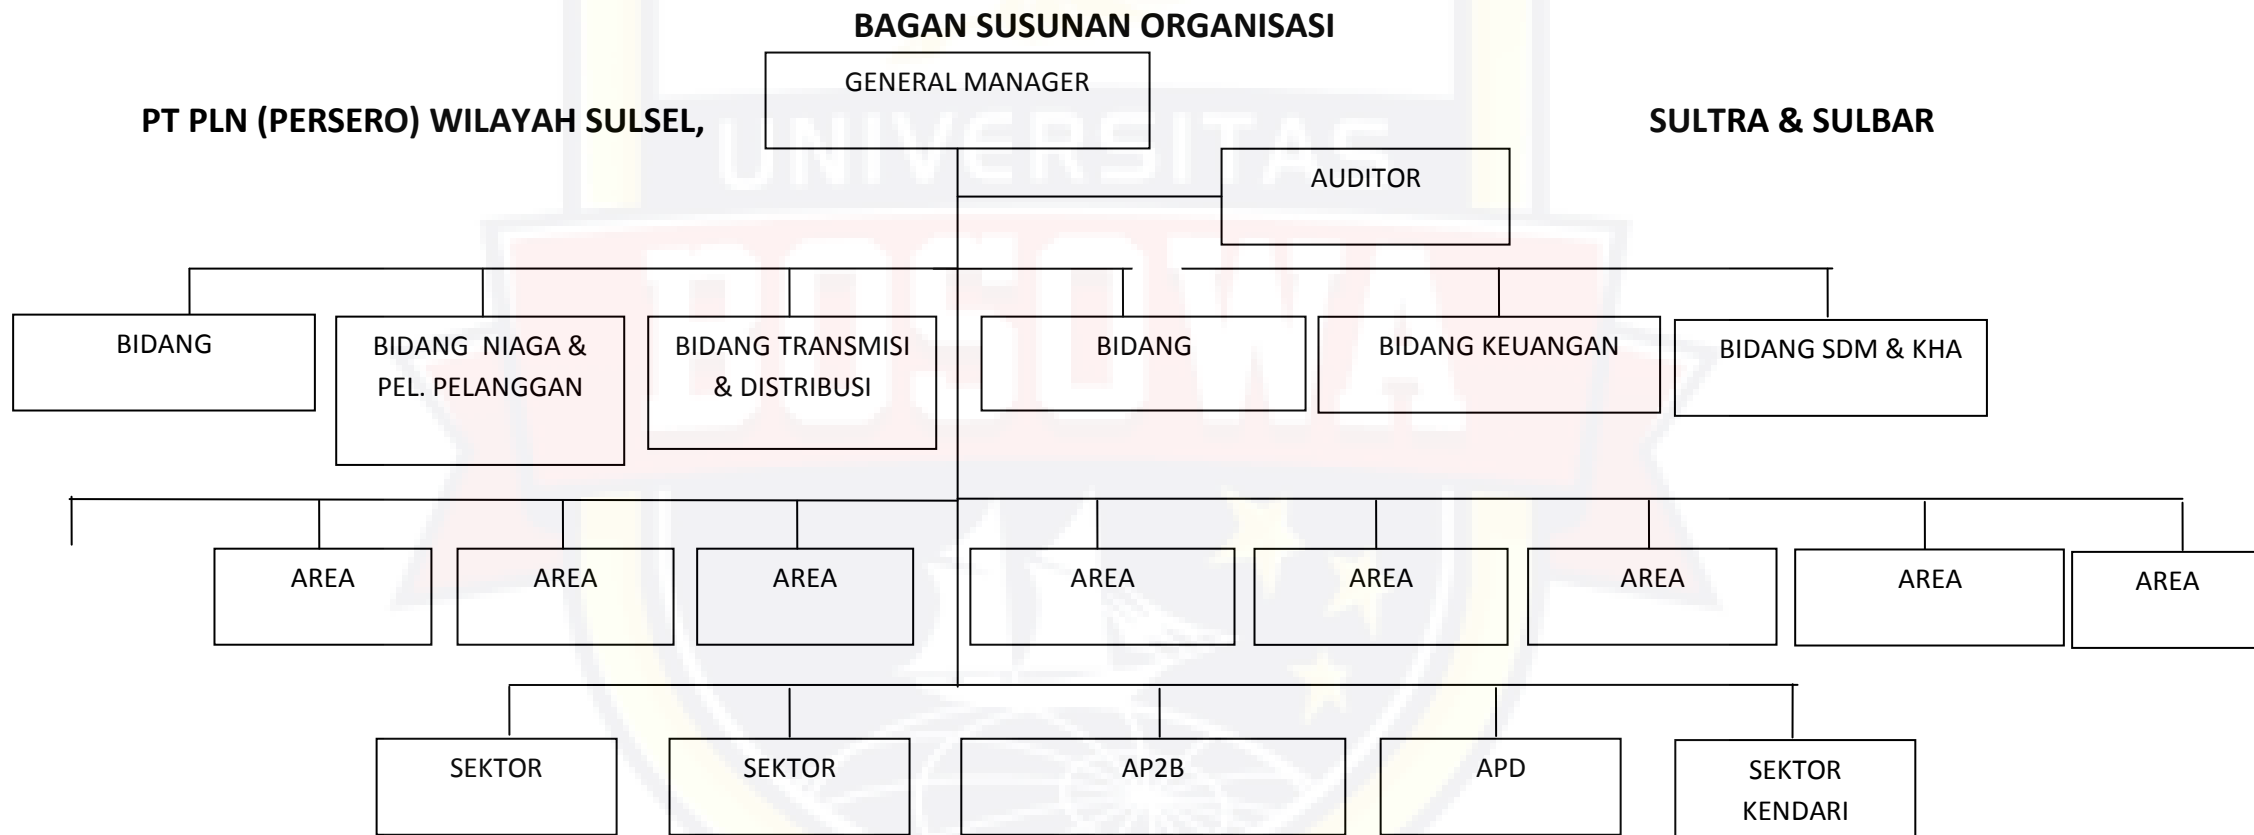 BAGAN SUSUNAN ORGANISASI
GENERAL MANAGER
PT PLN (PERSERO) WILAYAH SULSEL,
SULTRA & SULBAR
UNIVERSITAS
AUDITOR
BOSOWA
BIDANG
BIDANG NIAGA &
PEL. PELANGGAN
BIDANG TRANSMISI
& DISTRIBUSI
BIDANG
BIDANG KEUANGAN
BIDANG SDM & KHA
AREA
AREA
AREA
AREA
AREA
AREA
AREA
AREA
SEKTOR
SEKTOR
AP2B
APD
SEKTOR
KENDARI